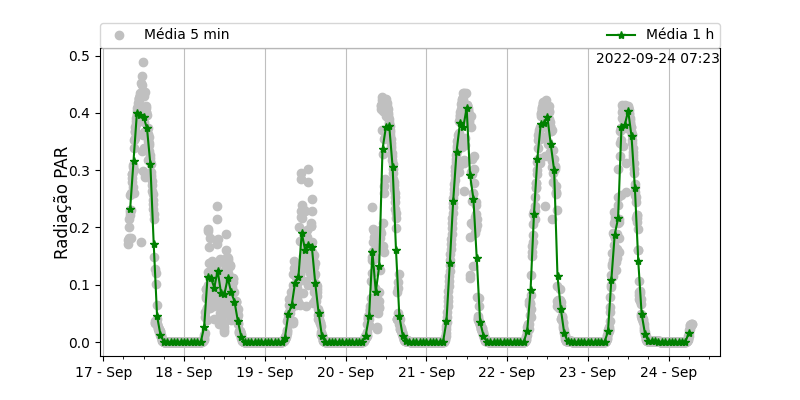 Média 5 min
Média 1 h
2022-09-24 07:23
Radiação PAR
0.5
0.4
0.3
0.2
0.1
0.0
17 - Sep
18 - Sep
19 - Sep
20 - Sep
21 - Sep
22 - Sep
23 - Sep
24 - Sep